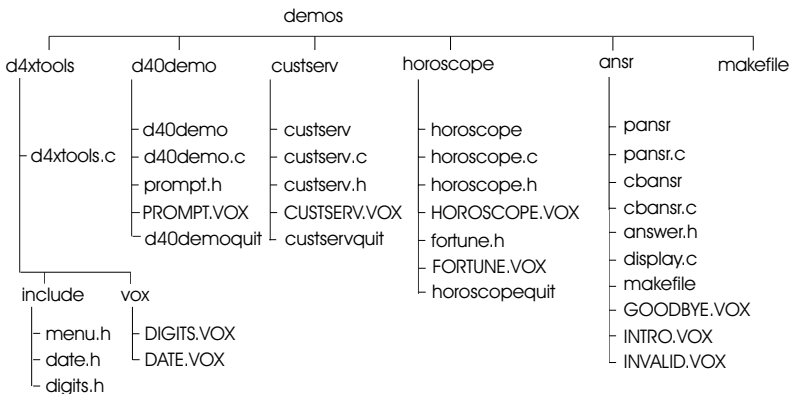 demos
d4xtools d40demo custserv horoscope ansr makefile
d4xtools.c
d40demo
d40demo.c
prompt.h
PROMPT.VOX
d40demoquit
custserv
custserv.c
custserv.h
CUSTSERV.VOX
custservquit
horoscope
horoscope.c
horoscope.h
HOROSCOPE.VOX
fortune.h
FORTUNE.VOX
horoscopequit
pansr
pansr.c
cbansr
cbansr.c
answer.h
display.c
makefile
GOODBYE.VOX
INTRO.VOX
INVALID.VOX
include vox
menu.h
date.h
digits.h
DIGITS.VOX
DATE.VOX